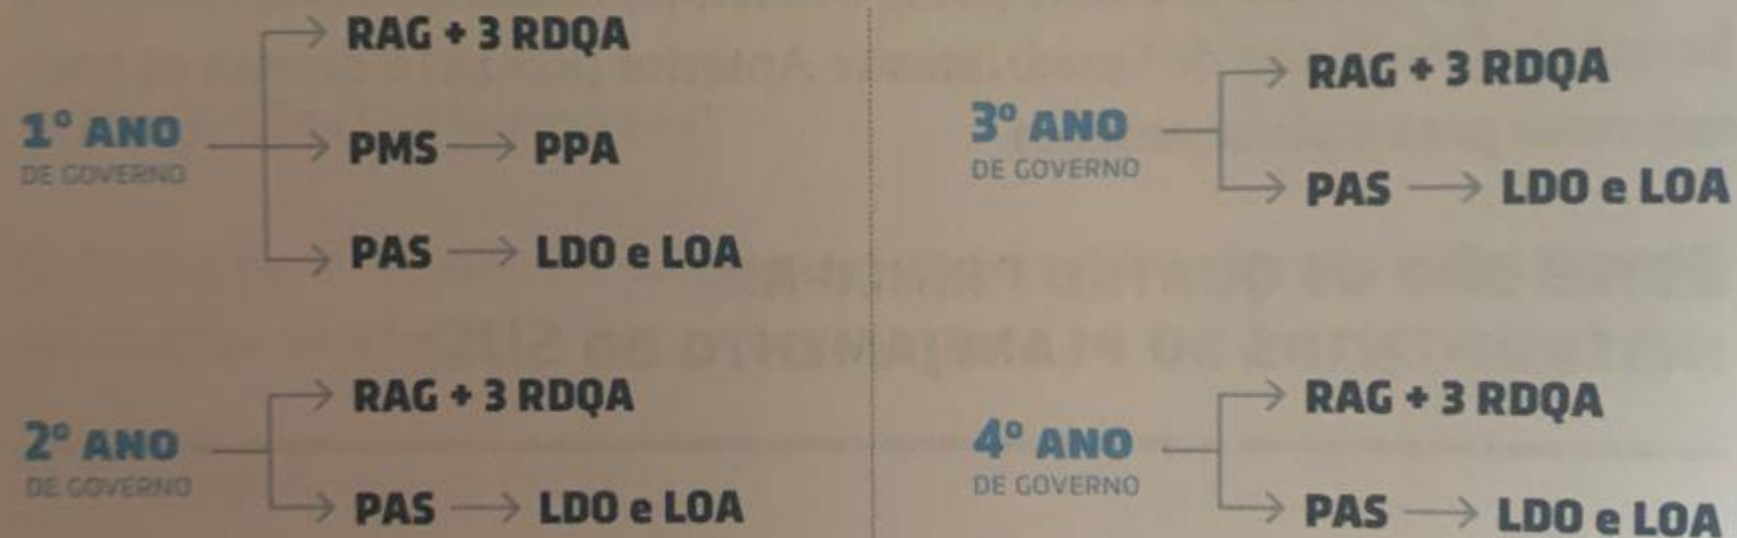 1º ANO
DE GOVERNO
RAG + 3 RDQA
PMS → PPA
PAS → LDO e LOA
2º ANO
DE GOVERNO
RAG + 3 RDQA
PAS → LDO e LOA
3º ANO
DE GOVERNO
RAG + 3 RDQA
PAS → LDO e LOA
4º ANO
DE GOVERNO
RAG + 3 RDQA
PAS → LDO e LOA